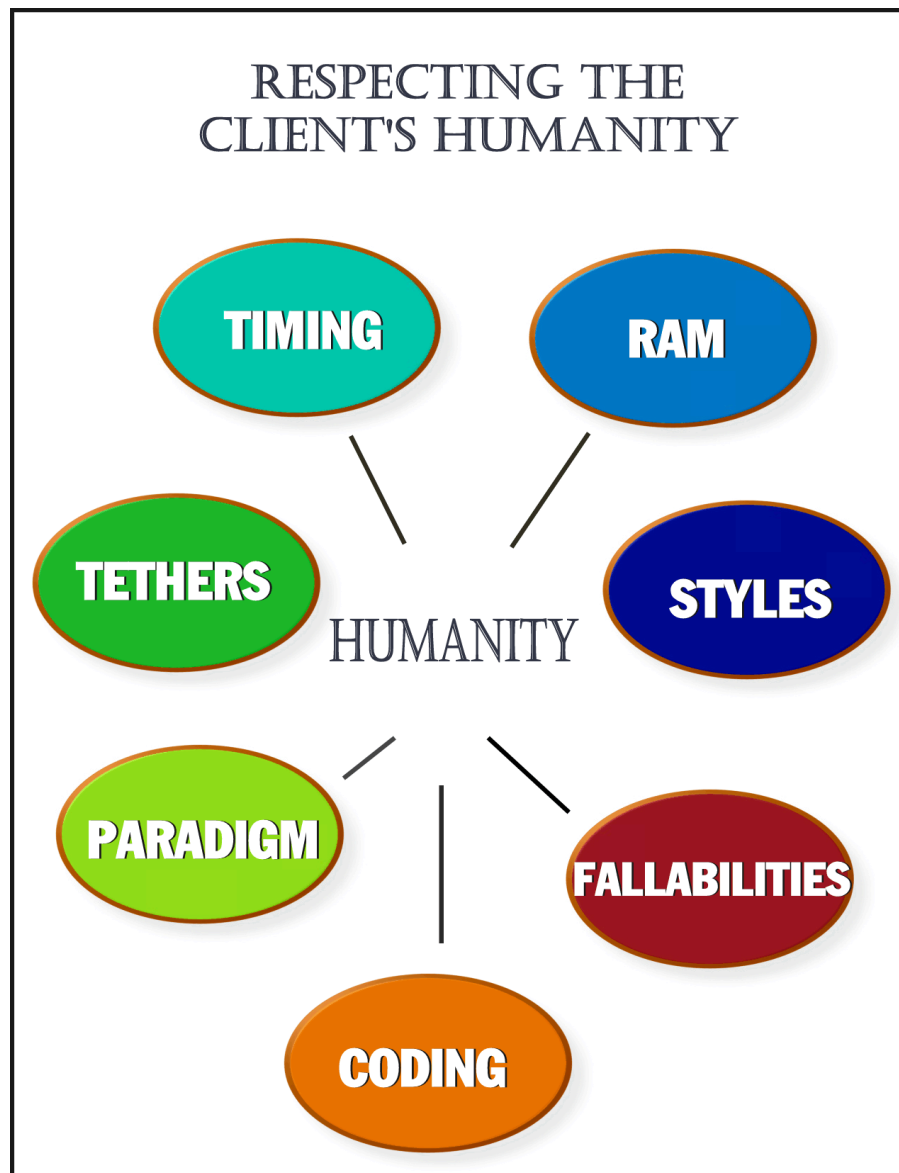 RESPECTING THE
CLIENT'S HUMANITY
TIMING
RAM
TETHERS
STYLES
HUMANITY
PARADIGM
FALLABILITIES
CODING